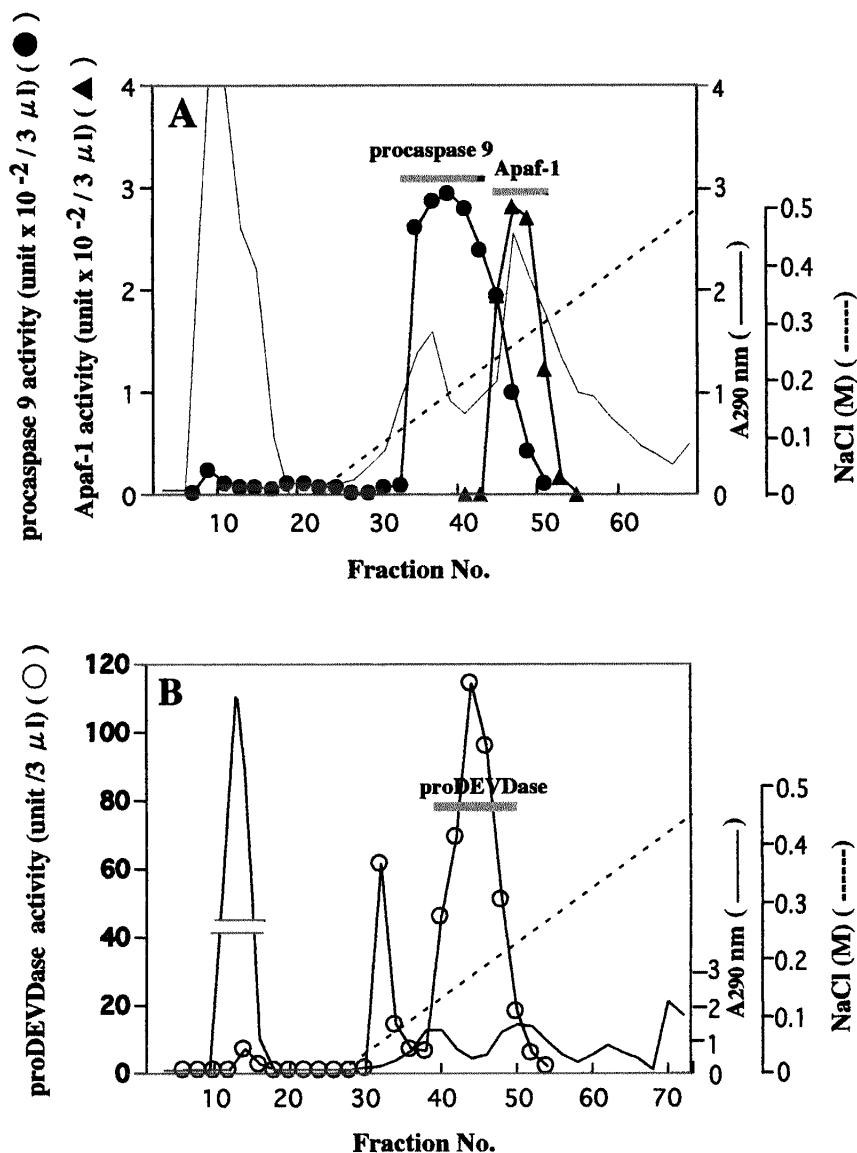 procaspase 9 activity (unit x 10 -2 / 3 μl) ( ● )
Apaf-1 activity (unit x 10 -2 / 3 μl) ( ▲ )
A
procaspase 9
Apaf-1
4
3
2
1
0
10 20 30 40 50 60
Fraction No.
4
3
2
1
0
A290 nm ( —— )
0.5
0.4
0.3
0.2
0.1
0
NaCl (M) ( ------ )
proDEVDase activity (unit /3 μl) ( ○ )
B
proDEVDase
120
100
80
60
40
20
0
10 20 30 40 50 60 70
Fraction No.
3
2
1
0
A290 nm ( —— )
0.5
0.4
0.3
0.2
0.1
0
NaCl (M) ( ------ )